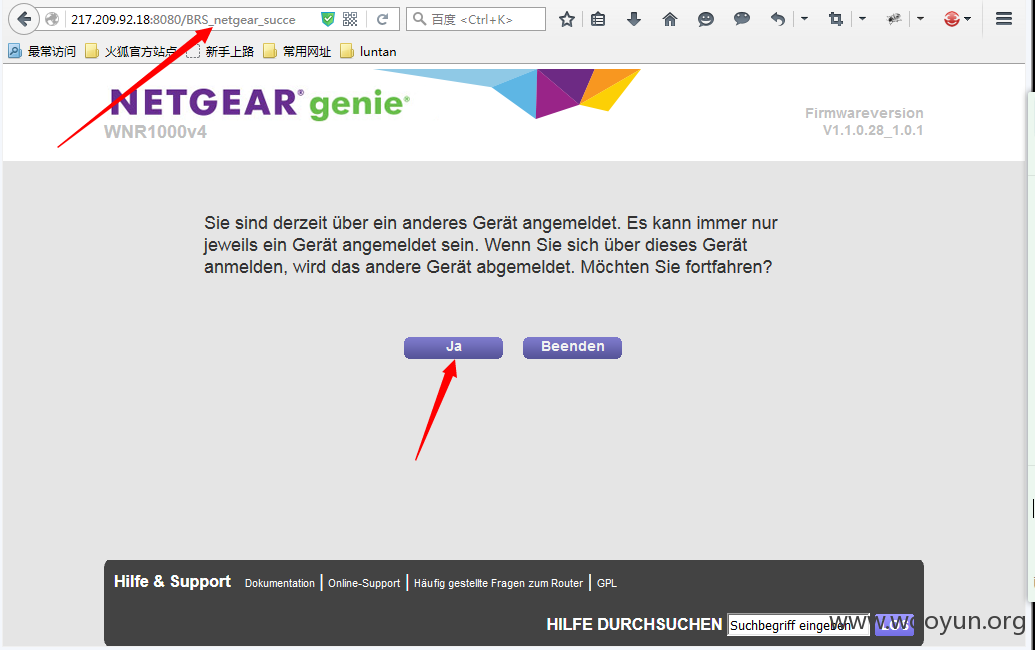 217.209.92.18:8080/BRS_netgear_succe
百度 <Ctrl+K>
最常访问 火狐官方站点 新手上路 常用网址 luntan
NETGEAR® genie®
WNR1000v4
Firmwareversion
V1.1.0.28_1.0.1
Sie sind derzeit über ein anderes Gerät angemeldet. Es kann immer nur
jeweils ein Gerät angemeldet sein. Wenn Sie sich über dieses Gerät
anmelden, wird das andere Gerät abgemeldet. Möchten Sie fortfahren?
Ja Beenden
Hilfe & Support Dokumentation | Online-Support | Häufig gestellte Fragen zum Router | GPL
HILFE DURCHSUCHEN Suchbegriff eingeben
www.wooyun.org